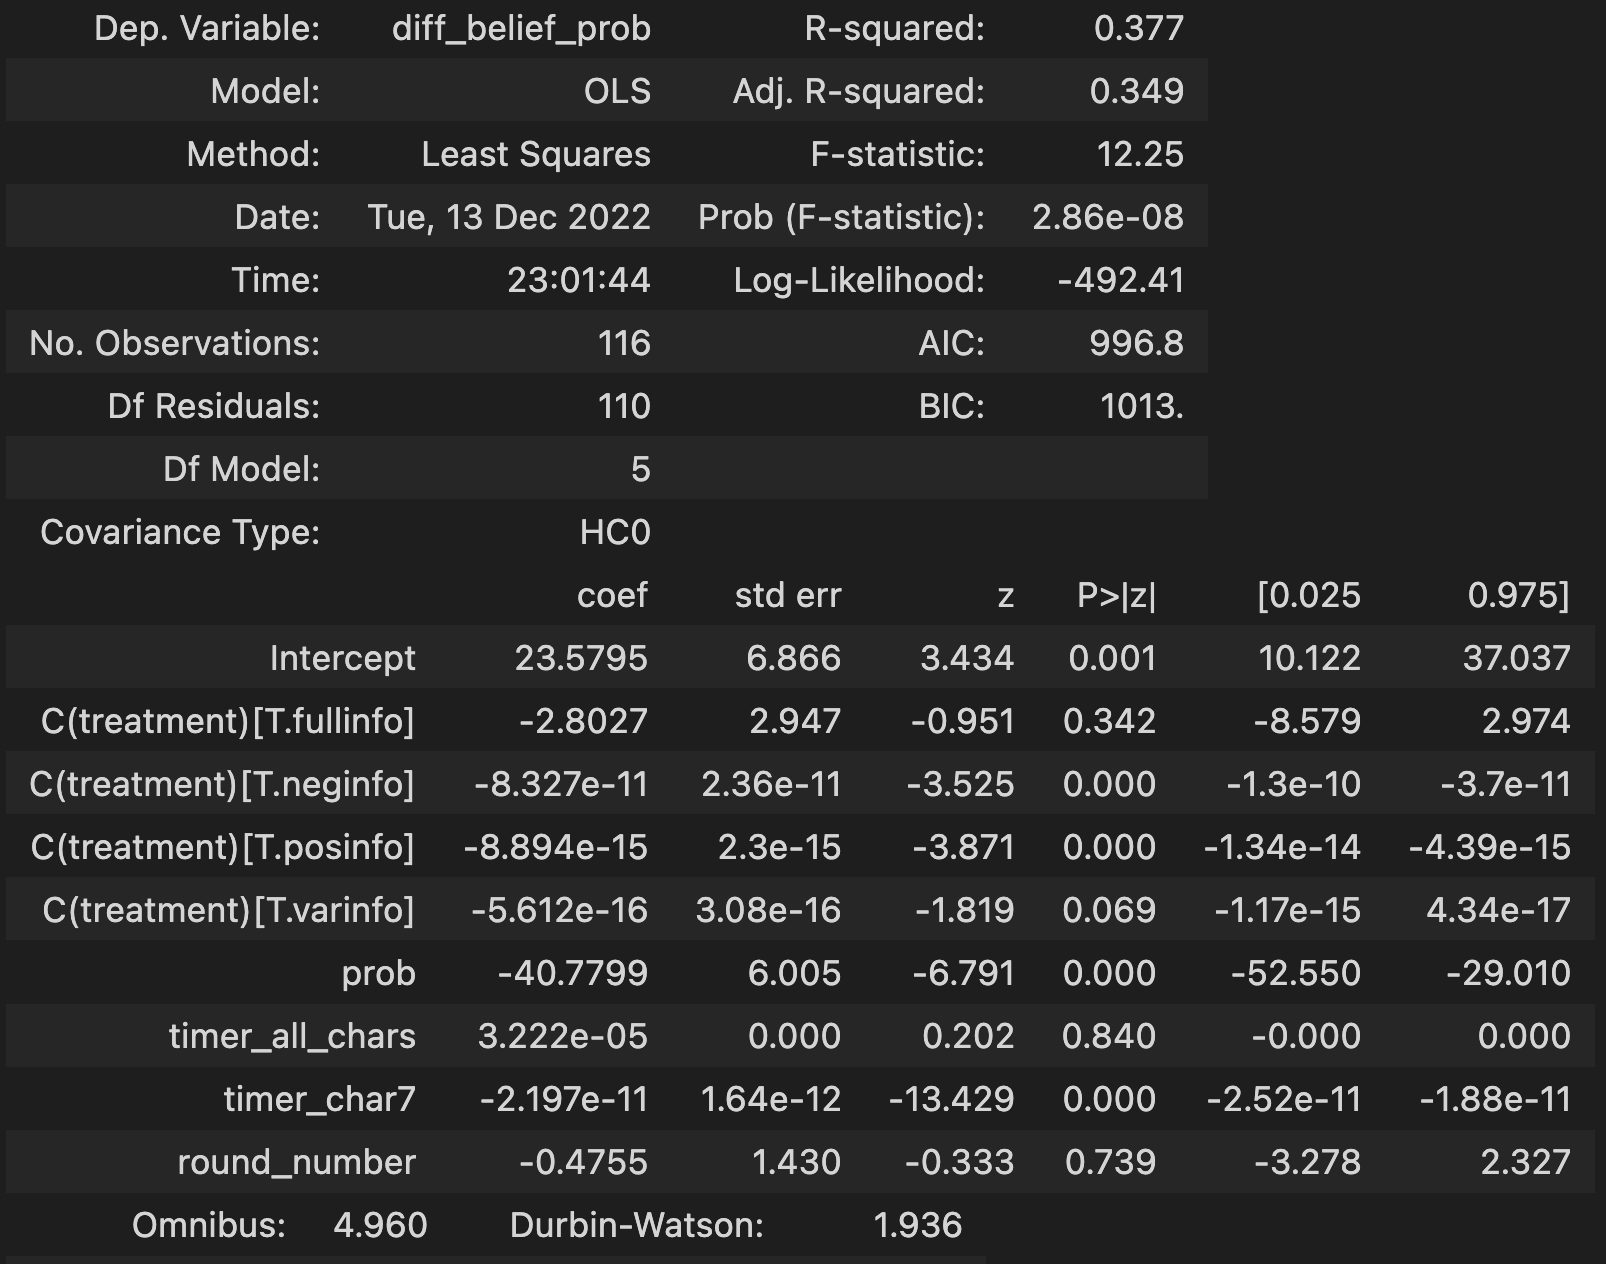 Dep. Variable: diff_belief_prob R-squared: 0.377
Model: OLS Adj. R-squared: 0.349
Method: Least Squares F-statistic: 12.25
Date: Tue, 13 Dec 2022 Prob (F-statistic): 2.86e-08
Time: 23:01:44 Log-Likelihood: -492.41
No. Observations: 116 AIC: 996.8
Df Residuals: 110 BIC: 1013.
Df Model: 5
Covariance Type: HC0
coef std err z P>|z| [0.025 0.975]
Intercept 23.5795 6.866 3.434 0.001 10.122 37.037
C(treatment)[T.fullinfo] -2.8027 2.947 -0.951 0.342 -8.579 2.974
C(treatment)[T.neginfo] -8.327e-11 2.36e-11 -3.525 0.000 -1.3e-10 -3.7e-11
C(treatment)[T.posinfo] -8.894e-15 2.3e-15 -3.871 0.000 -1.34e-14 -4.39e-15
C(treatment)[T.varinfo] -5.612e-16 3.08e-16 -1.819 0.069 -1.17e-15 4.34e-17
prob -40.7799 6.005 -6.791 0.000 -52.550 -29.010
timer_all_chars 3.222e-05 0.000 0.202 0.840 -0.000 0.000
timer_char7 -2.197e-11 1.64e-12 -13.429 0.000 -2.52e-11 -1.88e-11
round_number -0.4755 1.430 -0.333 0.739 -3.278 2.327
Omnibus: 4.960 Durbin-Watson: 1.936